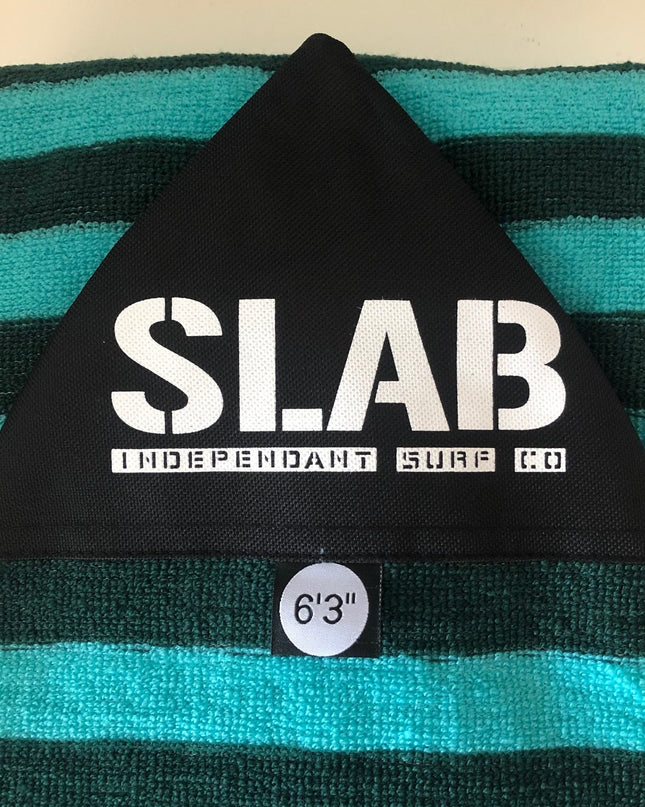 SLAB
INDEPENDANT SURF CO
6'3"